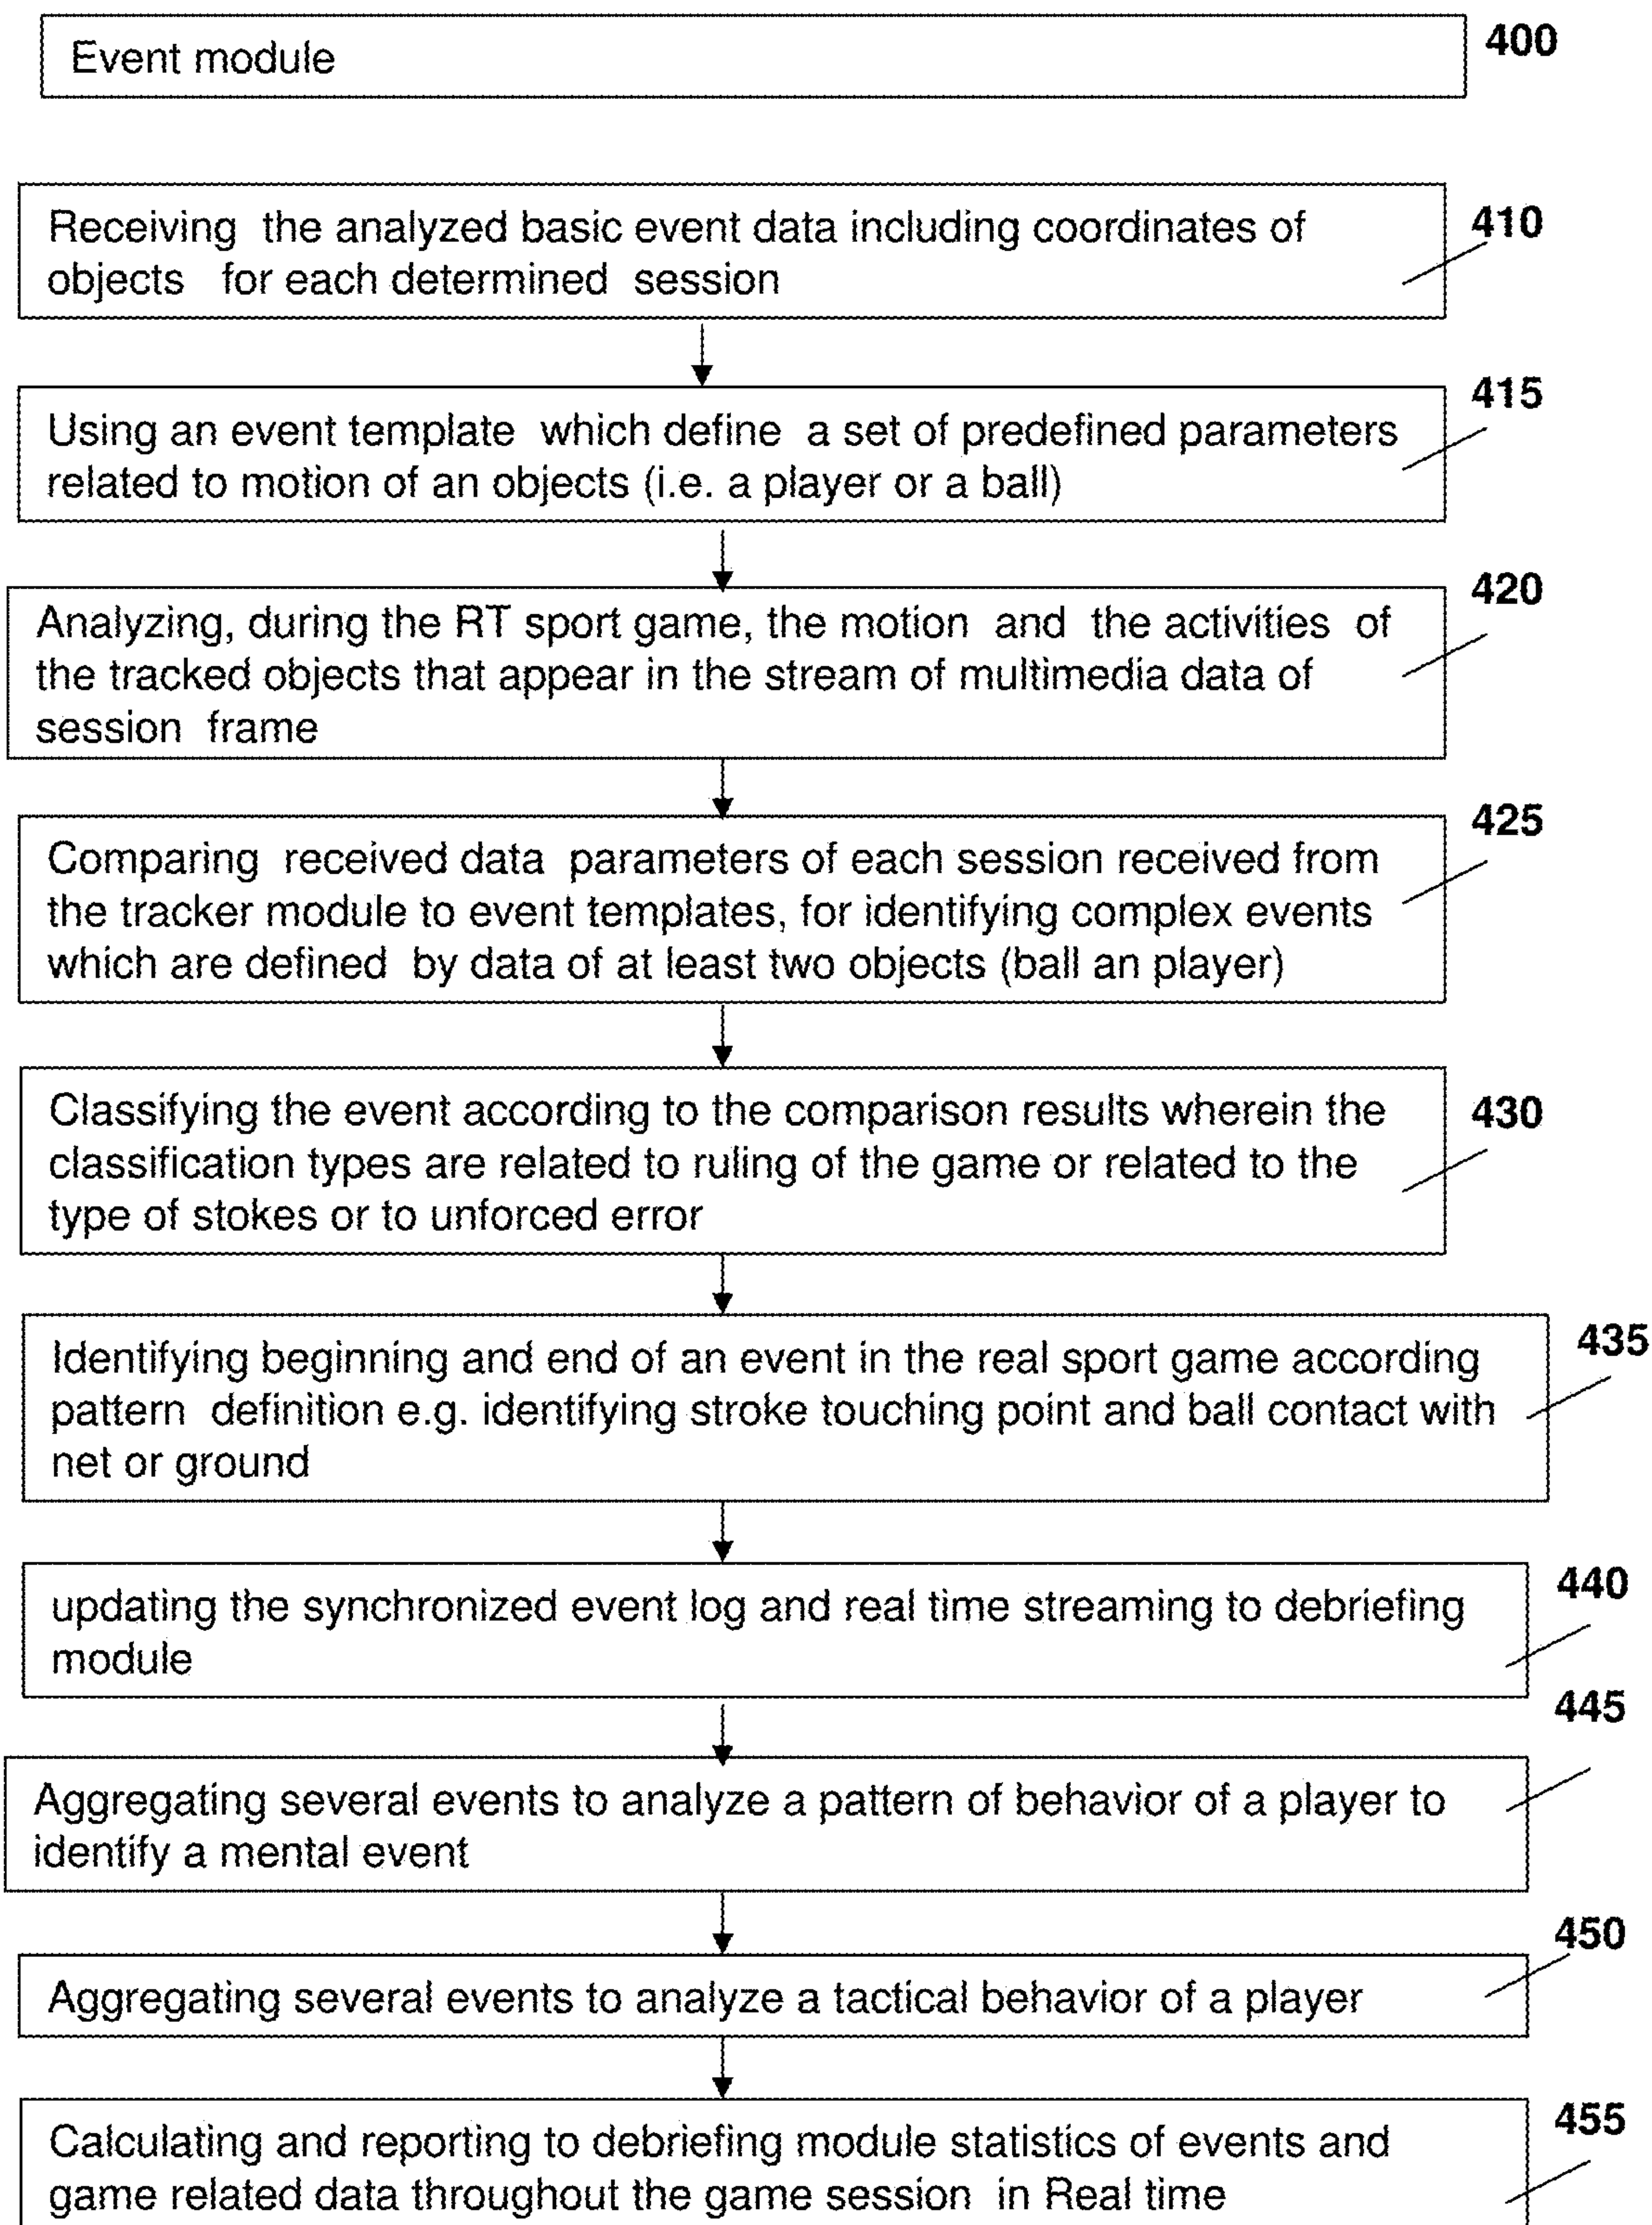 Event module
400
Receiving the analyzed basic event data including coordinates of
objects for each determined session
410
Using an event template which define a set of predefined parameters
related to motion of an objects (i.e. a player or a ball)
415
Analyzing, during the RT sport game, the motion and the activities of
the tracked objects that appear in the stream of multimedia data of
session frame
420
Comparing received data parameters of each session received from
the tracker module to event templates, for identifying complex events
which are defined by data of at least two objects (ball an player)
425
Classifying the event according to the comparison results wherein the
classification types are related to ruling of the game or related to the
type of stokes or to unforced error
430
Identifying beginning and end of an event in the real sport game according
pattern definition e.g. identifying stroke touching point and ball contact with
net or ground
435
updating the synchronized event log and real time streaming to debriefing
module
440
Aggregating several events to analyze a pattern of behavior of a player to
identify a mental event
445
Aggregating several events to analyze a tactical behavior of a player
450
Calculating and reporting to debriefing module statistics of events and
game related data throughout the game session in Real time
455